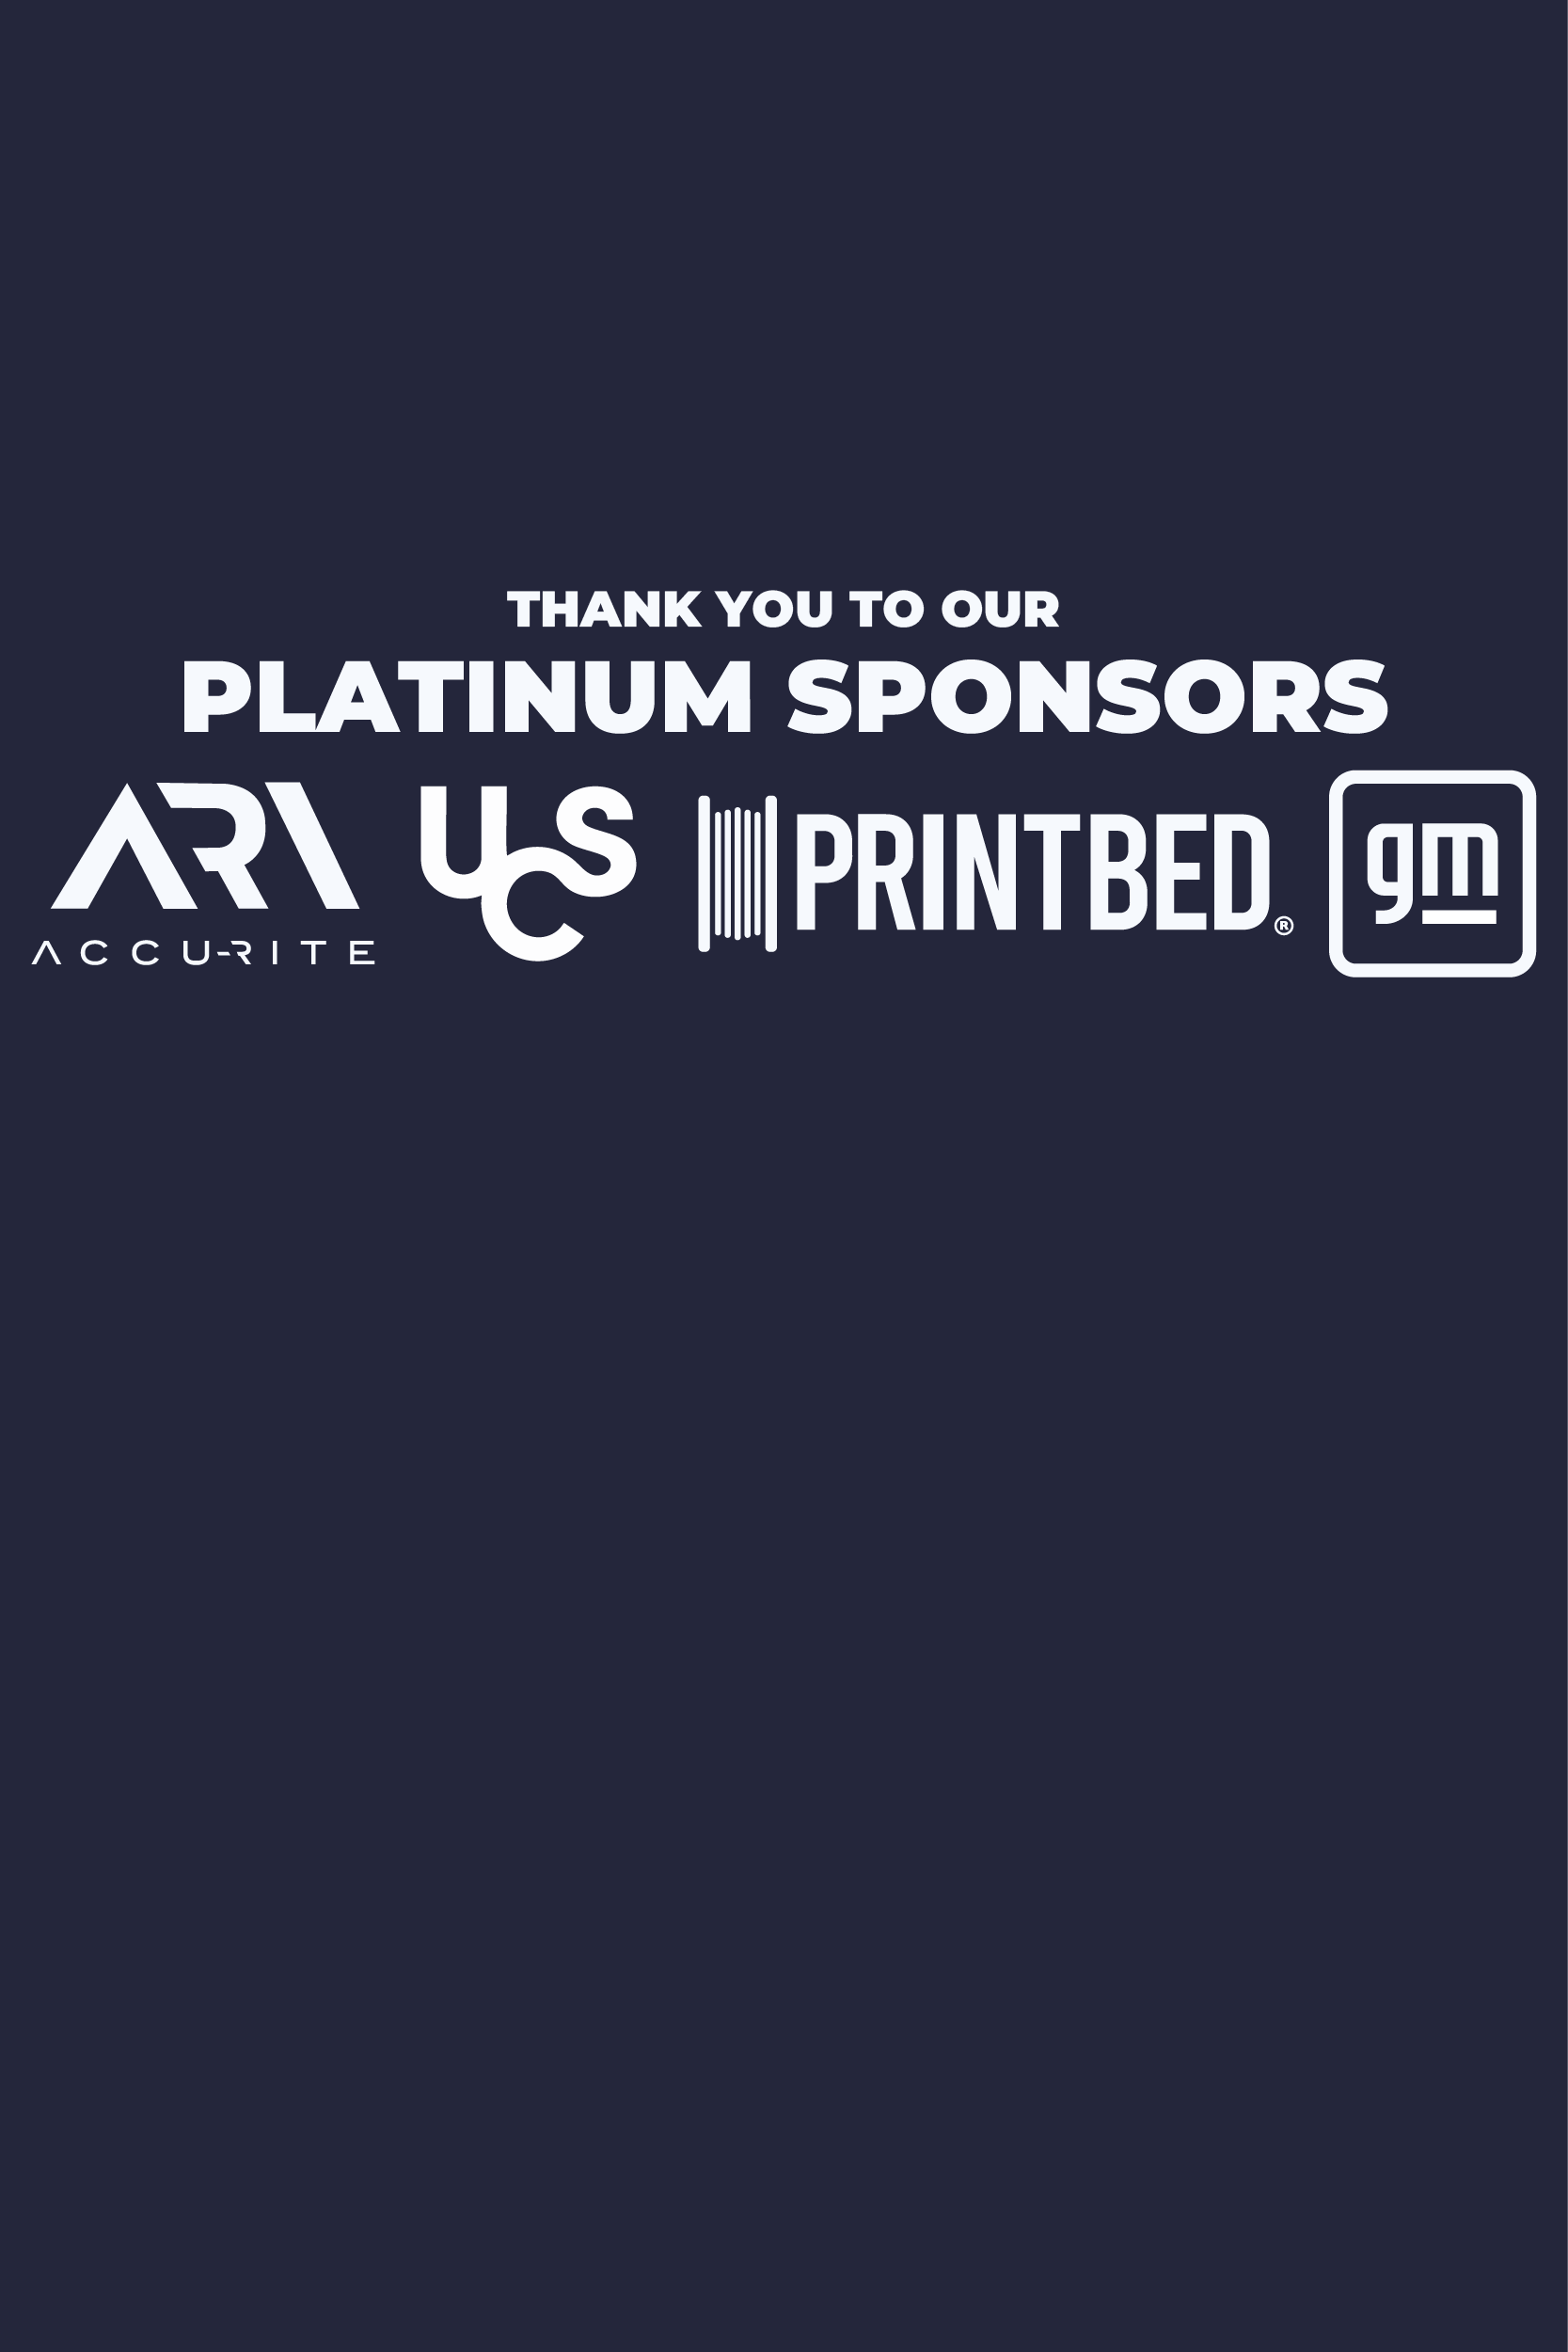 THANK YOU TO OUR
PLATINUM SPONSORS
ARI UCS PRINTBED® gm
ACCU-RITE